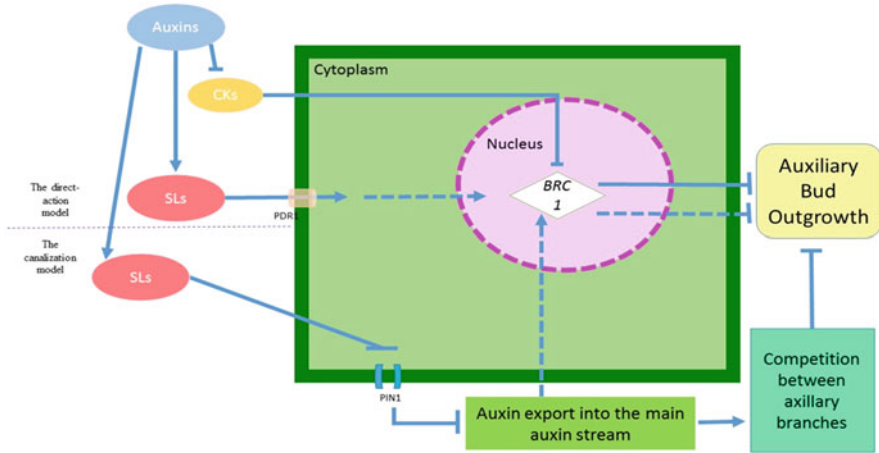 Auxins
Cytoplasm
CKs
Nucleus
BRC
1
Auxiliary
Bud
Outgrowth
The direct-
action model
SLs
PDR1
The
canalization
model
SLs
PIN1
Auxin export into the main
auxin stream
Competition
between
axillary
branches